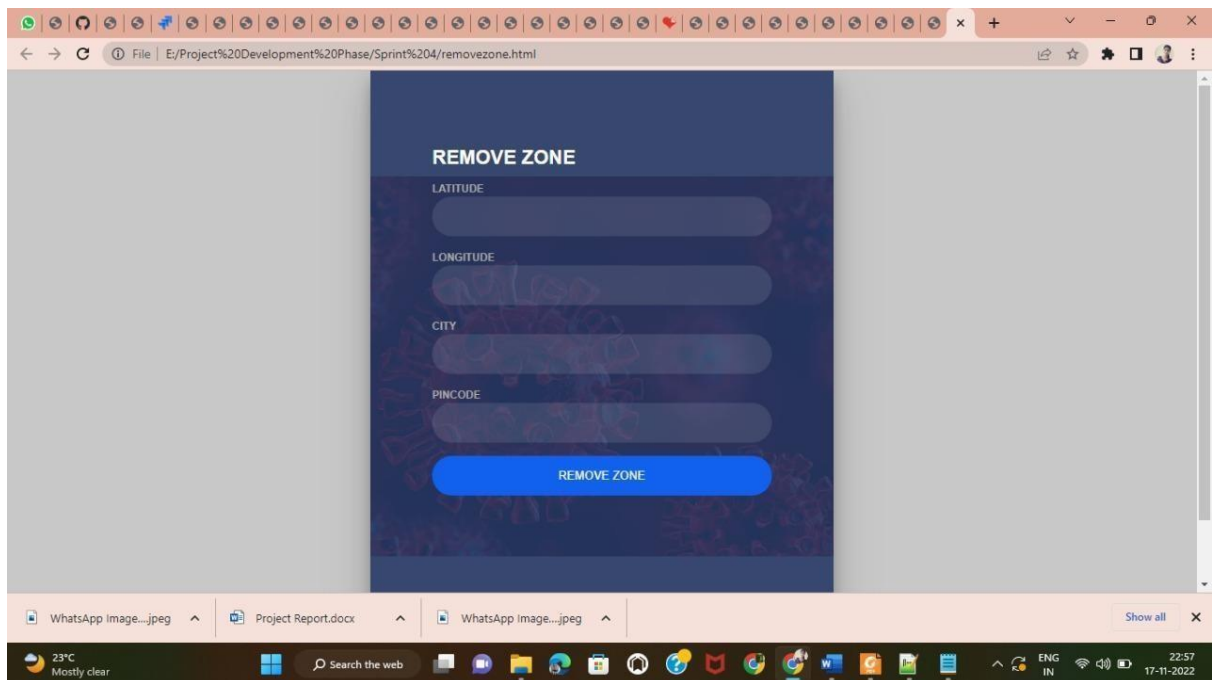 File | E:/Project%20Development%20Phase/Sprint%204/removezone.html
REMOVE ZONE
LATITUDE
LONGITUDE
CITY
PINCODE
REMOVE ZONE
WhatsApp Image....jpeg
Project Report.docx
WhatsApp Image....jpeg
Show all
23°C
Mostly clear
Search the web
ENG
IN
22:57
17-11-2022